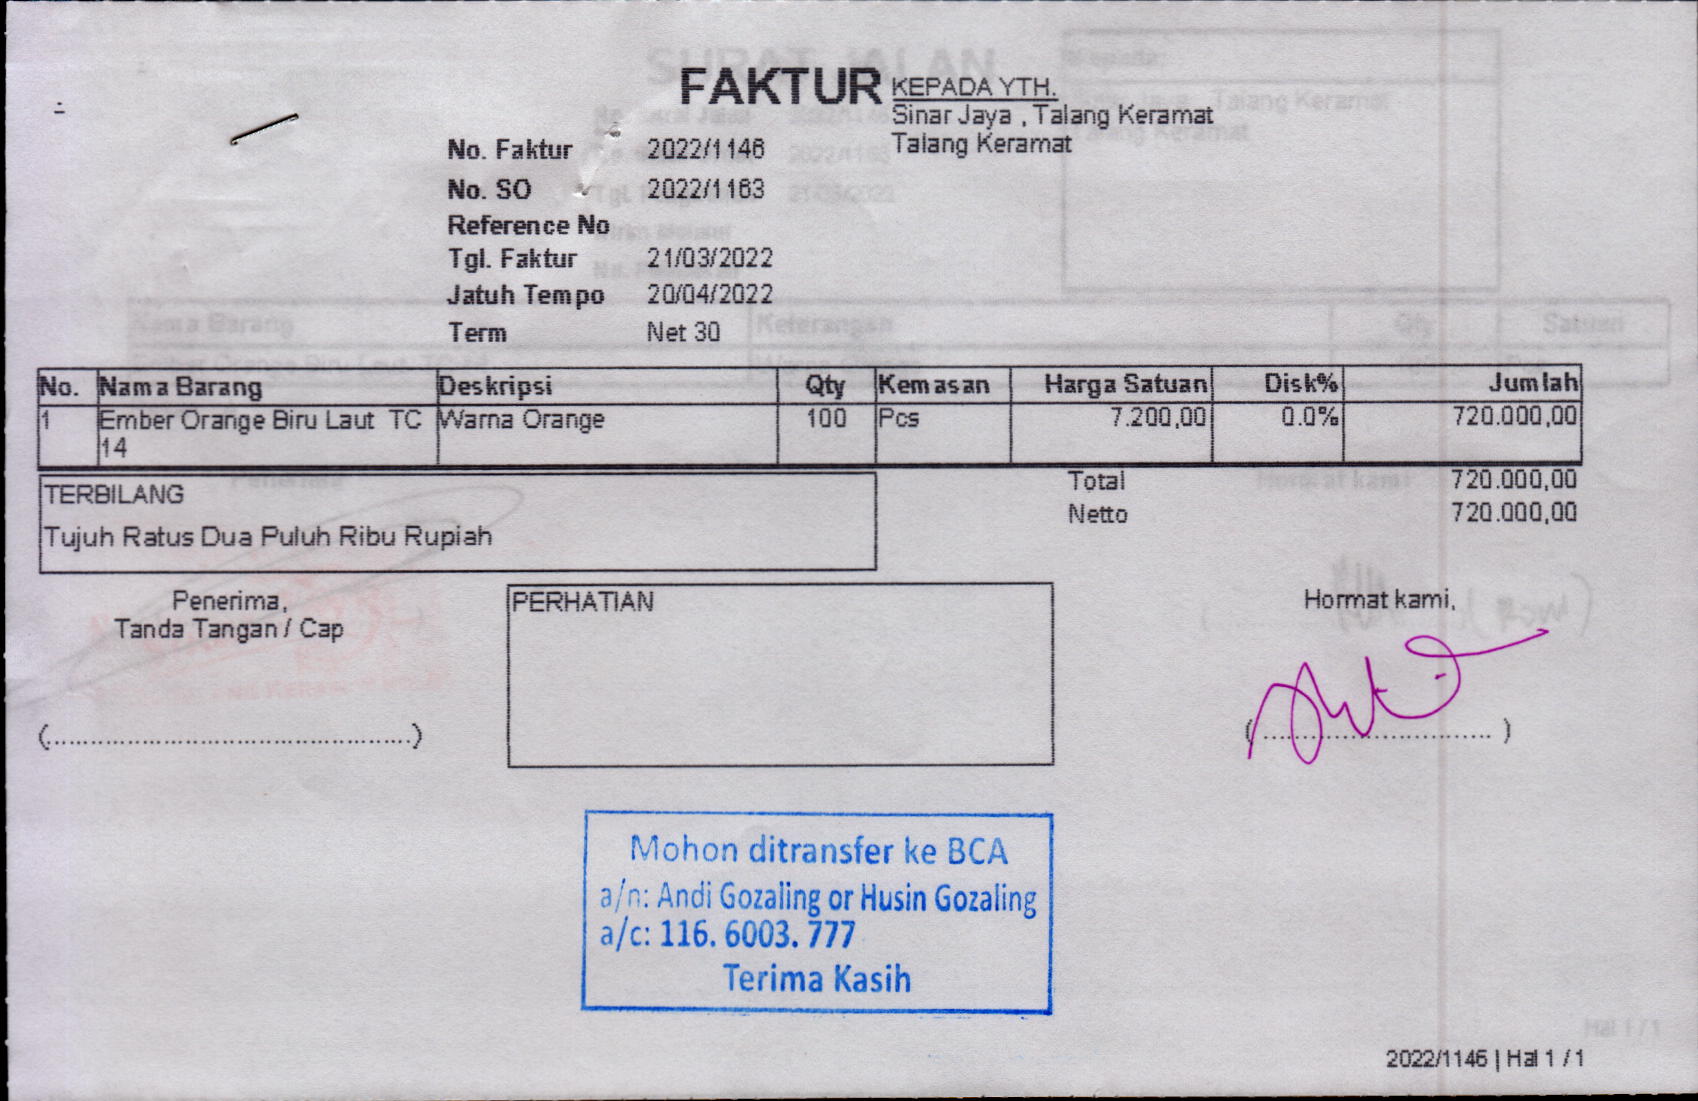 FAKTUR
KEPADA YTH.
Sinar Jaya , Talang Keramat
Talang Keramat
No. Faktur 2022/1146
No. SO 2022/1163
Reference No
Tgl. Faktur 21/03/2022
Jatuh Tempo 20/04/2022
Term Net 30
No. Nama Barang Deskripsi Qty Kemasan Harga Satuan Disk% Jumlah
1 Ember Orange Biru Laut TC Warna Orange 100 Pcs 7.200,00 0.0% 720.000,00
14
Total 720.000,00
Netto 720.000,00
TERBILANG
Tujuh Ratus Dua Puluh Ribu Rupiah
Penerima,
Tanda Tangan / Cap
(..............................................)
PERHATIAN
Hormat kami,
(.............................. )
Mohon ditransfer ke BCA
a/n: Andi Gozaling or Husin Gozaling
a/c: 116. 6003. 777
Terima Kasih
2022/1146 | Hal 1 / 1